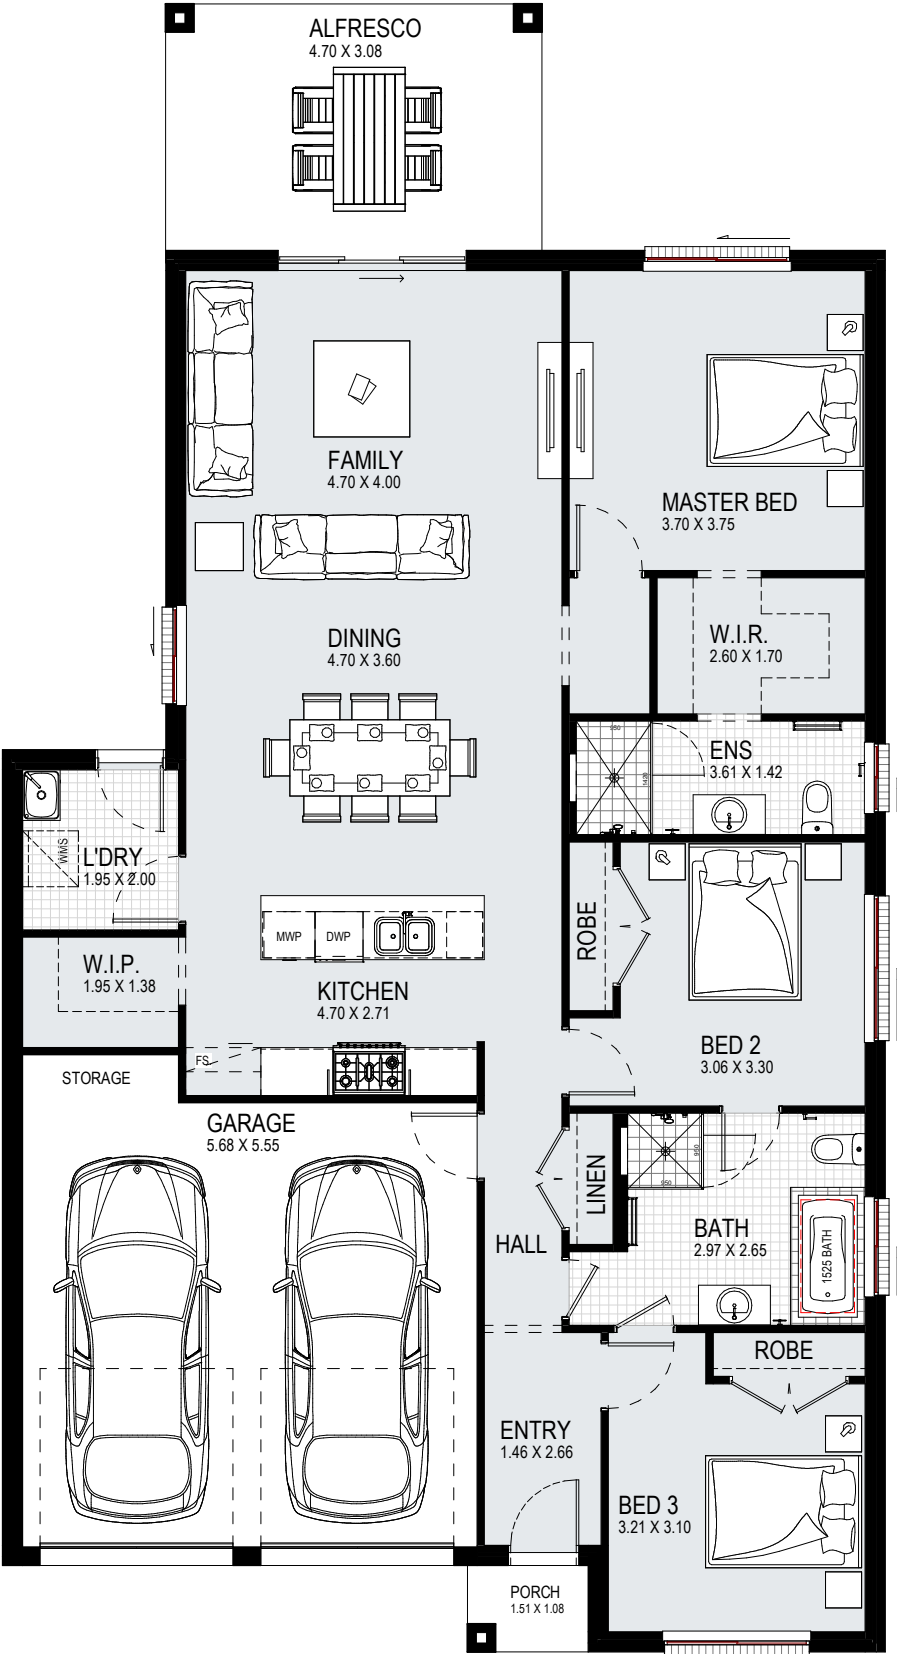 ALFRESCO
4.70 X 3.08
FAMILY
4.70 X 4.00
MASTER BED
3.70 X 3.75
DINING
4.70 X 3.60
W.I.R.
2.60 X 1.70
950
1420
ENS
3.61 X 1.42
WMS
L'DRY
1.95 X 2.00
ROBE
MWP
DWP
W.I.P.
1.95 X 1.38
KITCHEN
4.70 X 2.71
BED 2
3.06 X 3.30
FS
STORAGE
GARAGE
5.68 X 5.55
950
950
LINEN
HALL
BATH
2.97 X 2.65
1525 BATH
ROBE
ENTRY
1.46 X 2.66
BED 3
3.21 X 3.10
PORCH
1.51 X 1.08